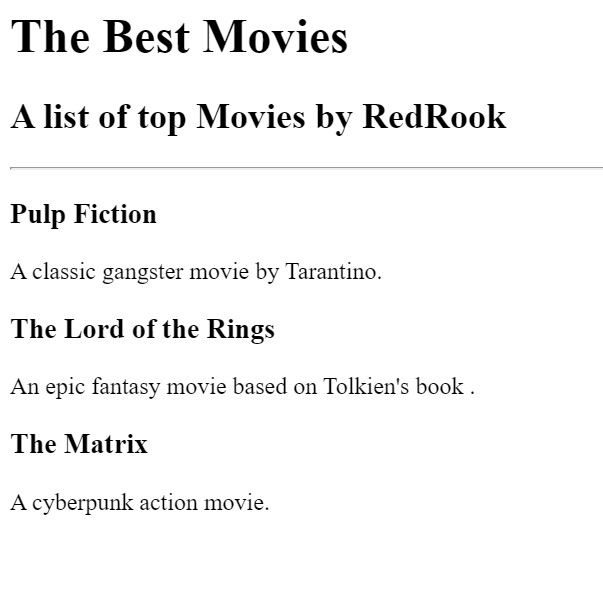 The Best Movies
A list of top Movies by RedRook
Pulp Fiction
A classic gangster movie by Tarantino.
The Lord of the Rings
An epic fantasy movie based on Tolkien's book .
The Matrix
A cyberpunk action movie.